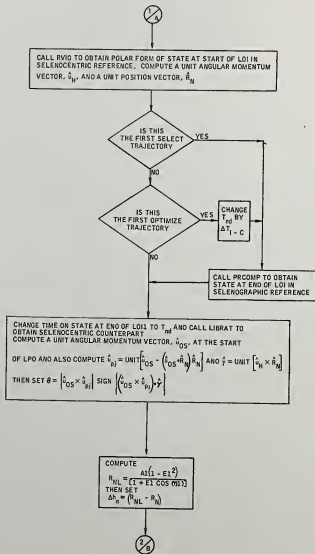 1
A
CALL RVIO TO OBTAIN POLAR FORM OF STATE AT START OF LOI IN
SELENOCENTRIC REFERENCE. COMPUTE A UNIT ANGULAR MOMENTUM
VECTOR, û_H, AND A UNIT POSITION VECTOR, R̂_N
IS THIS
THE FIRST SELECT
TRAJECTORY
YES
NO
IS THIS
THE FIRST OPTIMIZE
TRAJECTORY
YES
CHANGE
T_nd BY
ΔT_I-C
NO
CALL PRCOMP TO OBTAIN
STATE AT END OF LOI IN
SELENOGRAPHIC REFERENCE
CHANGE TIME ON STATE AT END OF LOI1 TO T_nd AND CALL LIBRAT TO
OBTAIN SELENOCENTRIC COUNTERPART
COMPUTE A UNIT ANGULAR MOMENTUM VECTOR, û_OS, AT THE START
OF LPO AND ALSO COMPUTE û_pj = UNIT[û_OS - (û_OS•R̂_N) R̂_N] AND ŷ = UNIT [û_H × R̂_N]
THEN SET θ = |û_OS × û_pj| SIGN [(û_OS × û_pj)•ŷ]
COMPUTE
R_NL = AI(1 - EI²) / [1 + EI COS (η1)]
THEN SET
Δh_n = (R_NL - R_N)
2
B